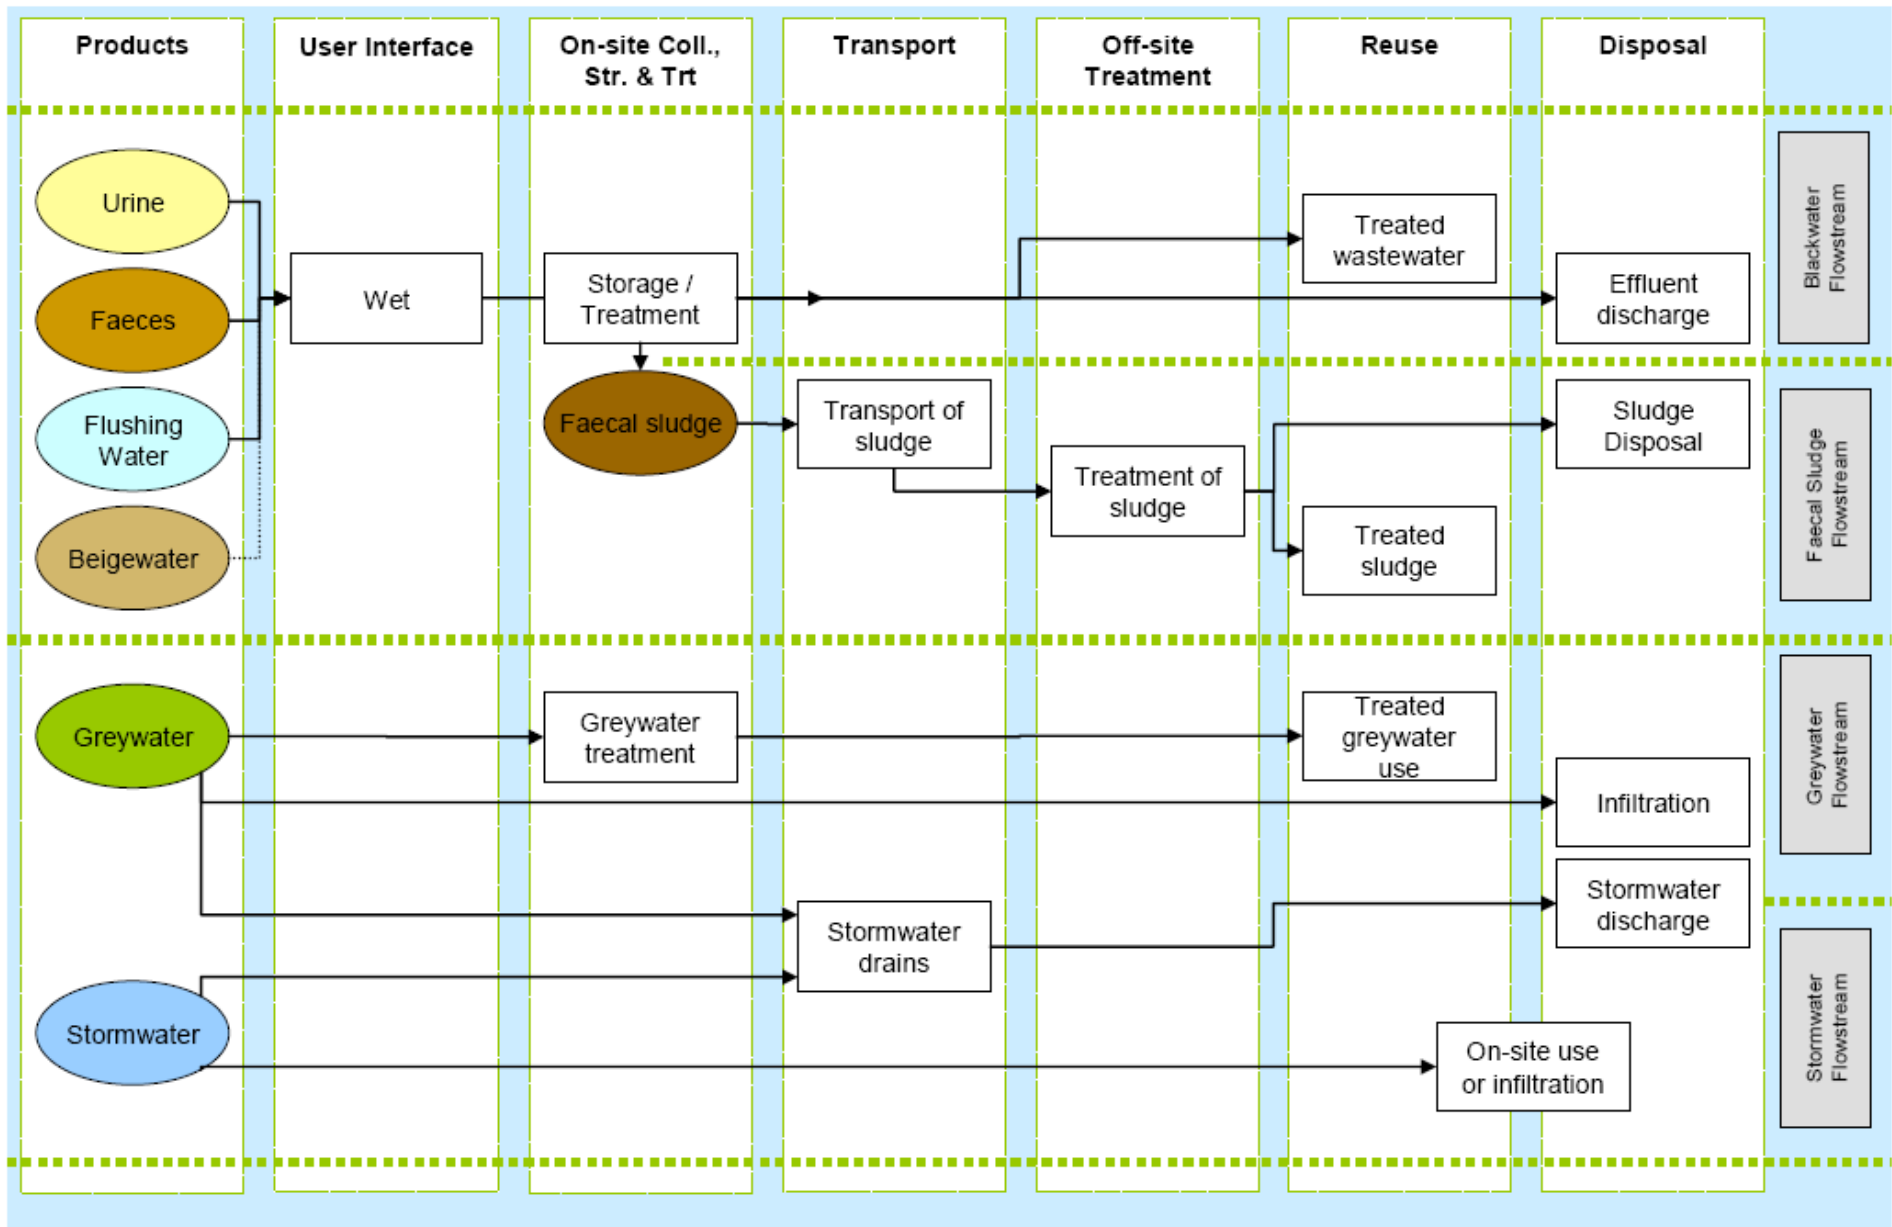 Products
User Interface
On-site Coll.,
Str. & Trt
Transport
Off-site
Treatment
Reuse
Disposal
Urine
Faeces
Flushing
Water
Beigewater
Wet
Storage /
Treatment
Treated
wastewater
Effluent
discharge
Blackwater
Flowstream
Faecal sludge
Transport of
sludge
Treatment of
sludge
Sludge
Disposal
Treated
sludge
Faecal Sludge
Flowstream
Greywater
Greywater
treatment
Treated
greywater
use
Infiltration
Greywater
Flowstream
Stormwater
Stormwater
drains
Stormwater
discharge
On-site use
or infiltration
Stormwater
Flowstream